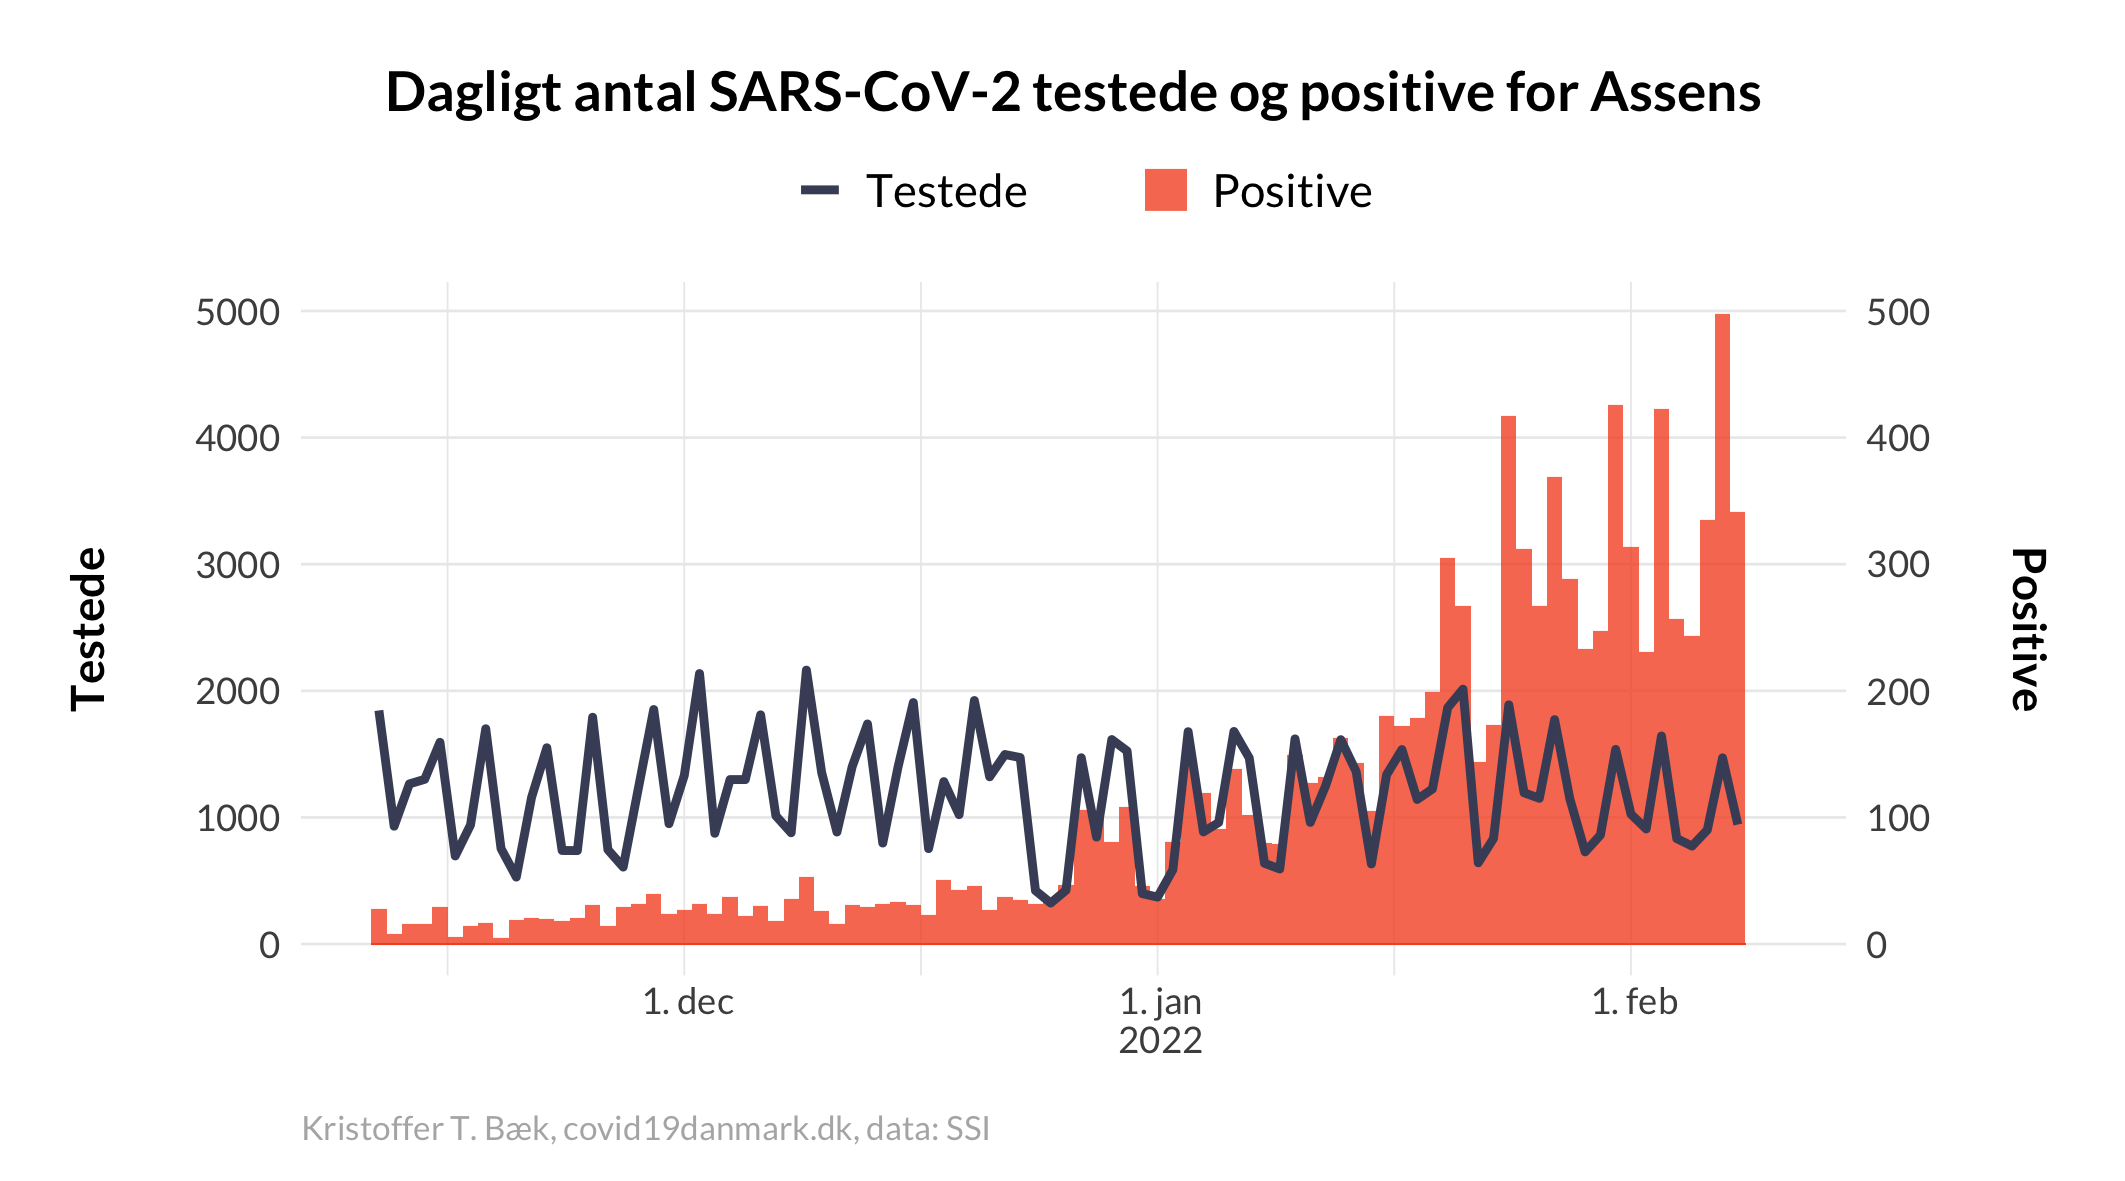 Dagligt antal SARS-CoV-2 testede og positive for Assens
Testede
Positive
5000
4000
3000
2000
1000
0
Testede
500
400
300
200
100
0
Positive
1. dec
1. jan
2022
1. feb
Kristoffer T. Bæk, covid19danmark.dk, data: SSI